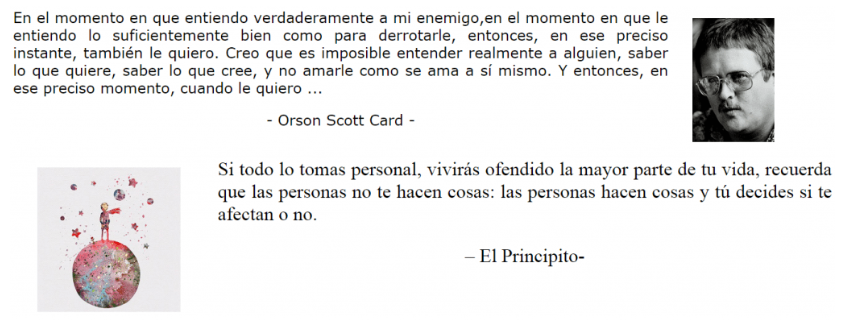 En el momento en que entiendo verdaderamente a mi enemigo,en el momento en que le
entiendo lo suficientemente bien como para derrotarle, entonces, en ese preciso
instante, también le quiero. Creo que es imposible entender realmente a alguien, saber
lo que quiere, saber lo que cree, y no amarle como se ama a sí mismo. Y entonces, en
ese preciso momento, cuando le quiero ...
- Orson Scott Card -
Si todo lo tomas personal, vivirás ofendido la mayor parte de tu vida, recuerda
que las personas no te hacen cosas: las personas hacen cosas y tú decides si te
afectan o no.
– El Principito-